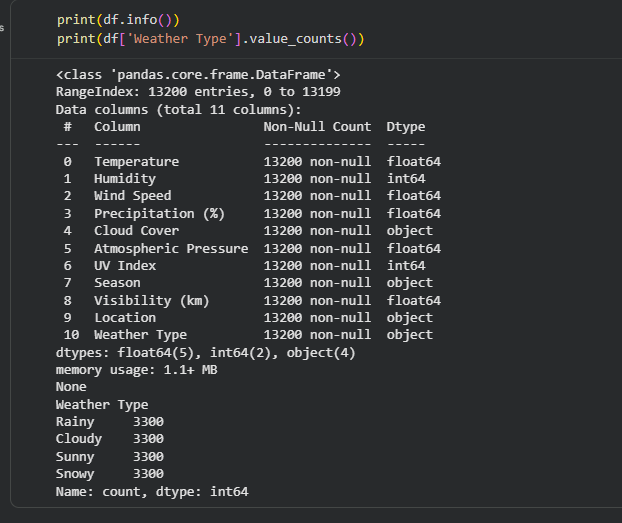 print(df.info())
print(df['Weather Type'].value_counts())
<class 'pandas.core.frame.DataFrame'>
RangeIndex: 13200 entries, 0 to 13199
Data columns (total 11 columns):
 #   Column                Non-Null Count  Dtype
---  ------                --------------  -----
 0   Temperature           13200 non-null  float64
 1   Humidity              13200 non-null  int64
 2   Wind Speed            13200 non-null  float64
 3   Precipitation (%)     13200 non-null  float64
 4   Cloud Cover           13200 non-null  object
 5   Atmospheric Pressure  13200 non-null  float64
 6   UV Index              13200 non-null  int64
 7   Season                13200 non-null  object
 8   Visibility (km)       13200 non-null  float64
 9   Location              13200 non-null  object
 10  Weather Type          13200 non-null  object
dtypes: float64(5), int64(2), object(4)
memory usage: 1.1+ MB
None
Weather Type
Rainy     3300
Cloudy    3300
Sunny     3300
Snowy     3300
Name: count, dtype: int64